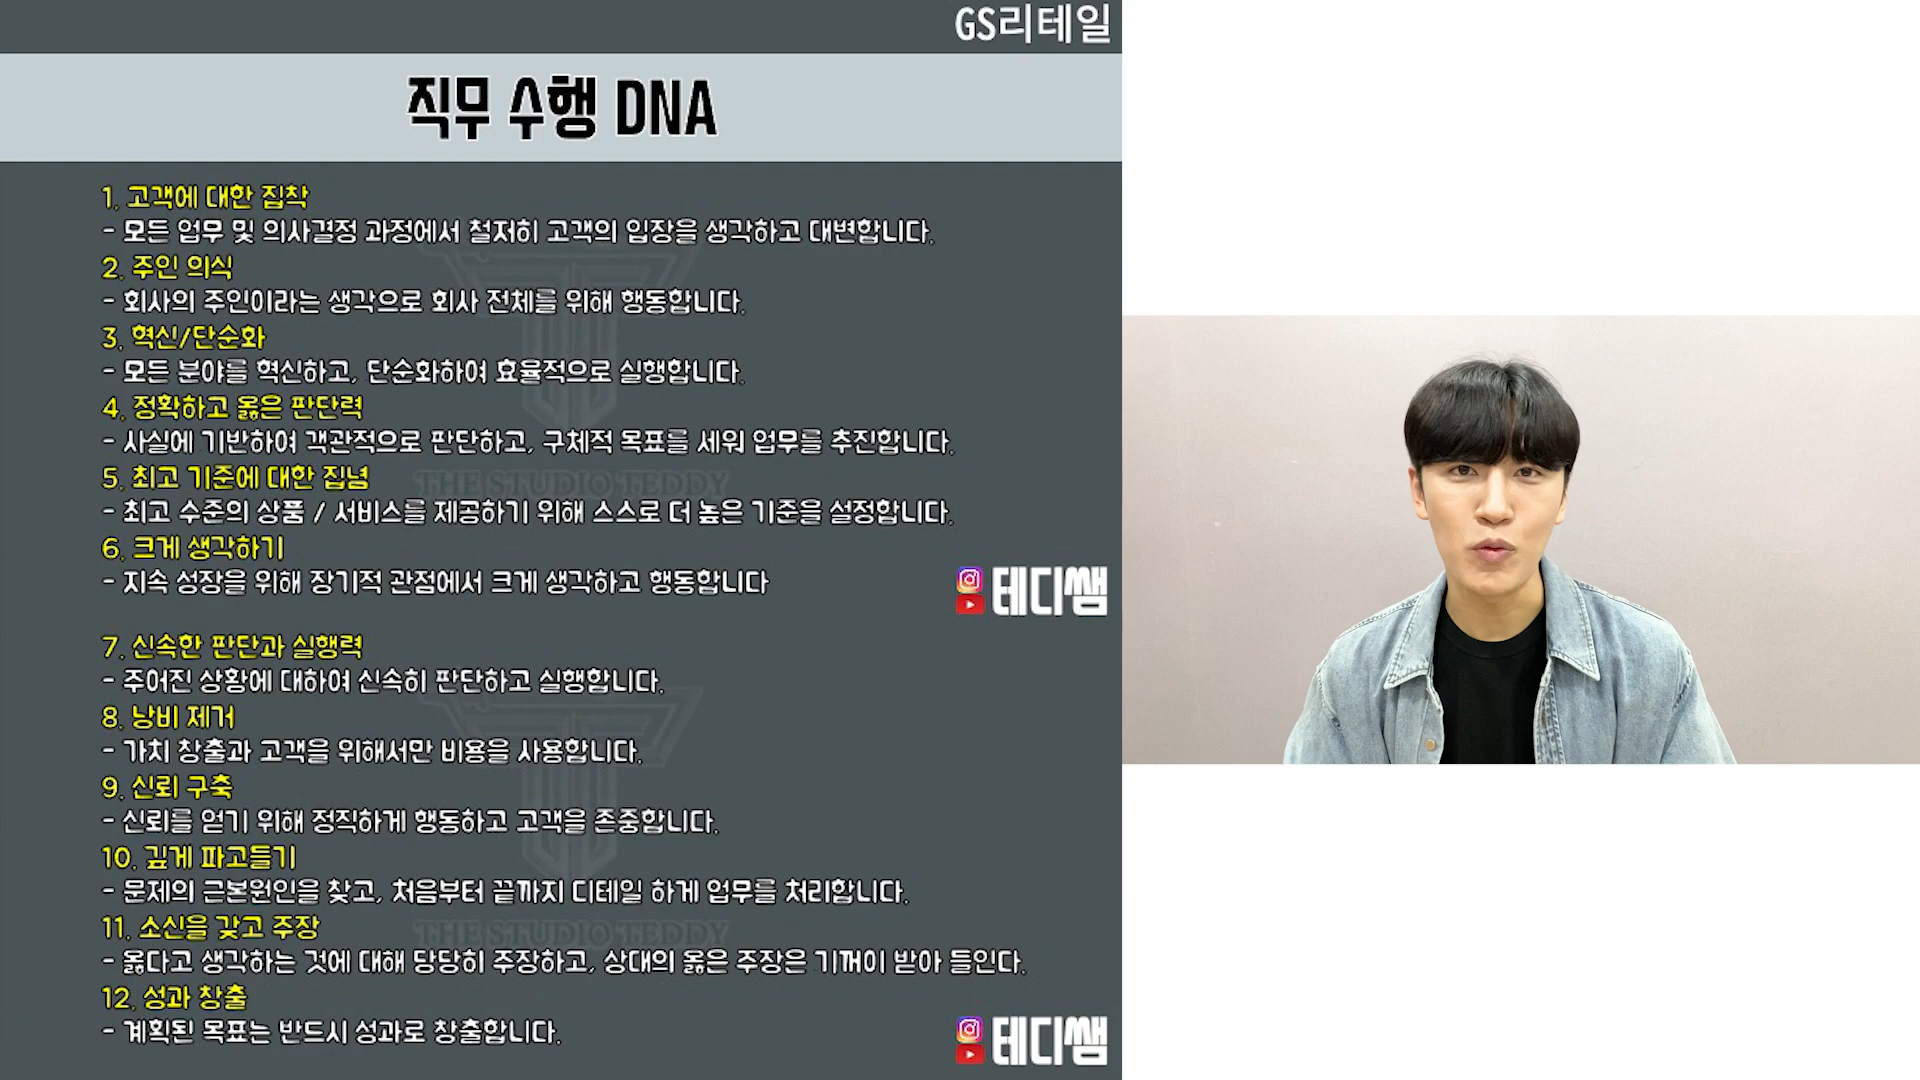 GS리테일
직무 수행 DNA
1. 고객에 대한 집착
- 모든 업무 및 의사결정 과정에서 철저히 고객의 입장을 생각하고 대변합니다.
2. 주인 의식
- 회사의 주인이라는 생각으로 회사 전체를 위해 행동합니다.
3. 혁신/단순화
- 모든 분야를 혁신하고, 단순화하여 효율적으로 실행합니다.
4. 정확하고 옳은 판단력
- 사실에 기반하여 객관적으로 판단하고, 구체적 목표를 세워 업무를 추진합니다.
5. 최고 기준에 대한 집념
- 최고 수준의 상품 / 서비스를 제공하기 위해 스스로 더 높은 기준을 설정합니다.
THE STUDIO TEDDY
6. 크게 생각하기
- 지속 성장을 위해 장기적 관점에서 크게 생각하고 행동합니다
테디쌤
7. 신속한 판단과 실행력
- 주어진 상황에 대하여 신속히 판단하고 실행합니다.
8. 낭비 제거
- 가치 창출과 고객을 위해서만 비용을 사용합니다.
9. 신뢰 구축
- 신뢰를 얻기 위해 정직하게 행동하고 고객을 존중합니다.
10. 깊게 파고들기
- 문제의 근본원인을 찾고, 처음부터 끝까지 디테일 하게 업무를 처리합니다.
11. 소신을 갖고 주장
THE STUDIO TEDDY
- 옳다고 생각하는 것에 대해 당당히 주장하고, 상대의 옳은 주장은 기꺼이 받아 들인다.
12. 성과 창출
- 계획된 목표는 반드시 성과로 창출합니다.
테디쌤